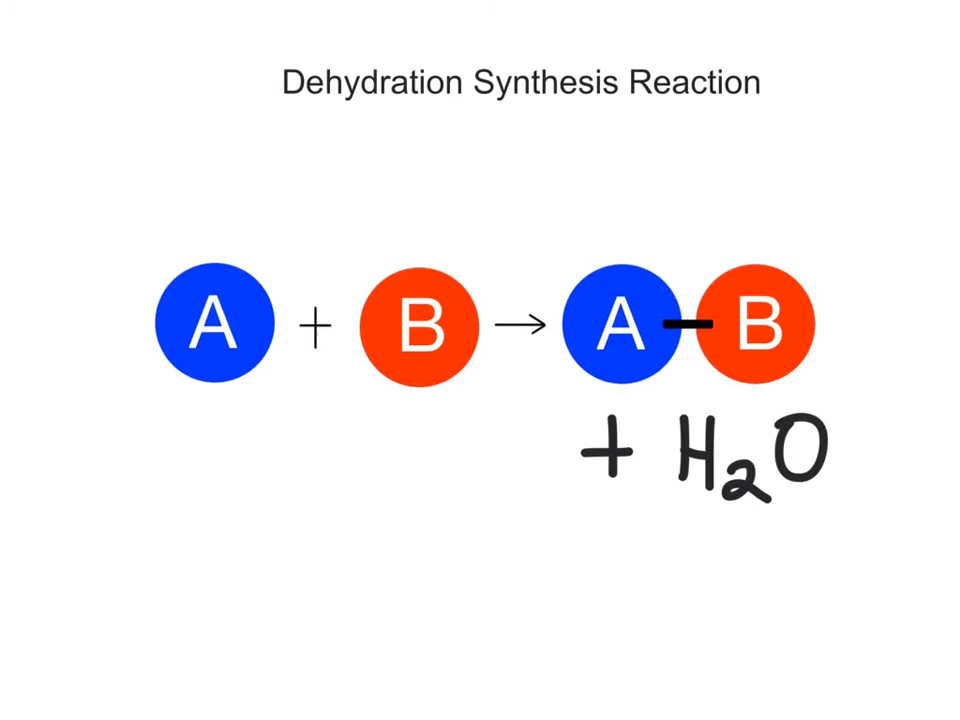 Dehydration Synthesis Reaction
A + B → A - B
+ H₂O